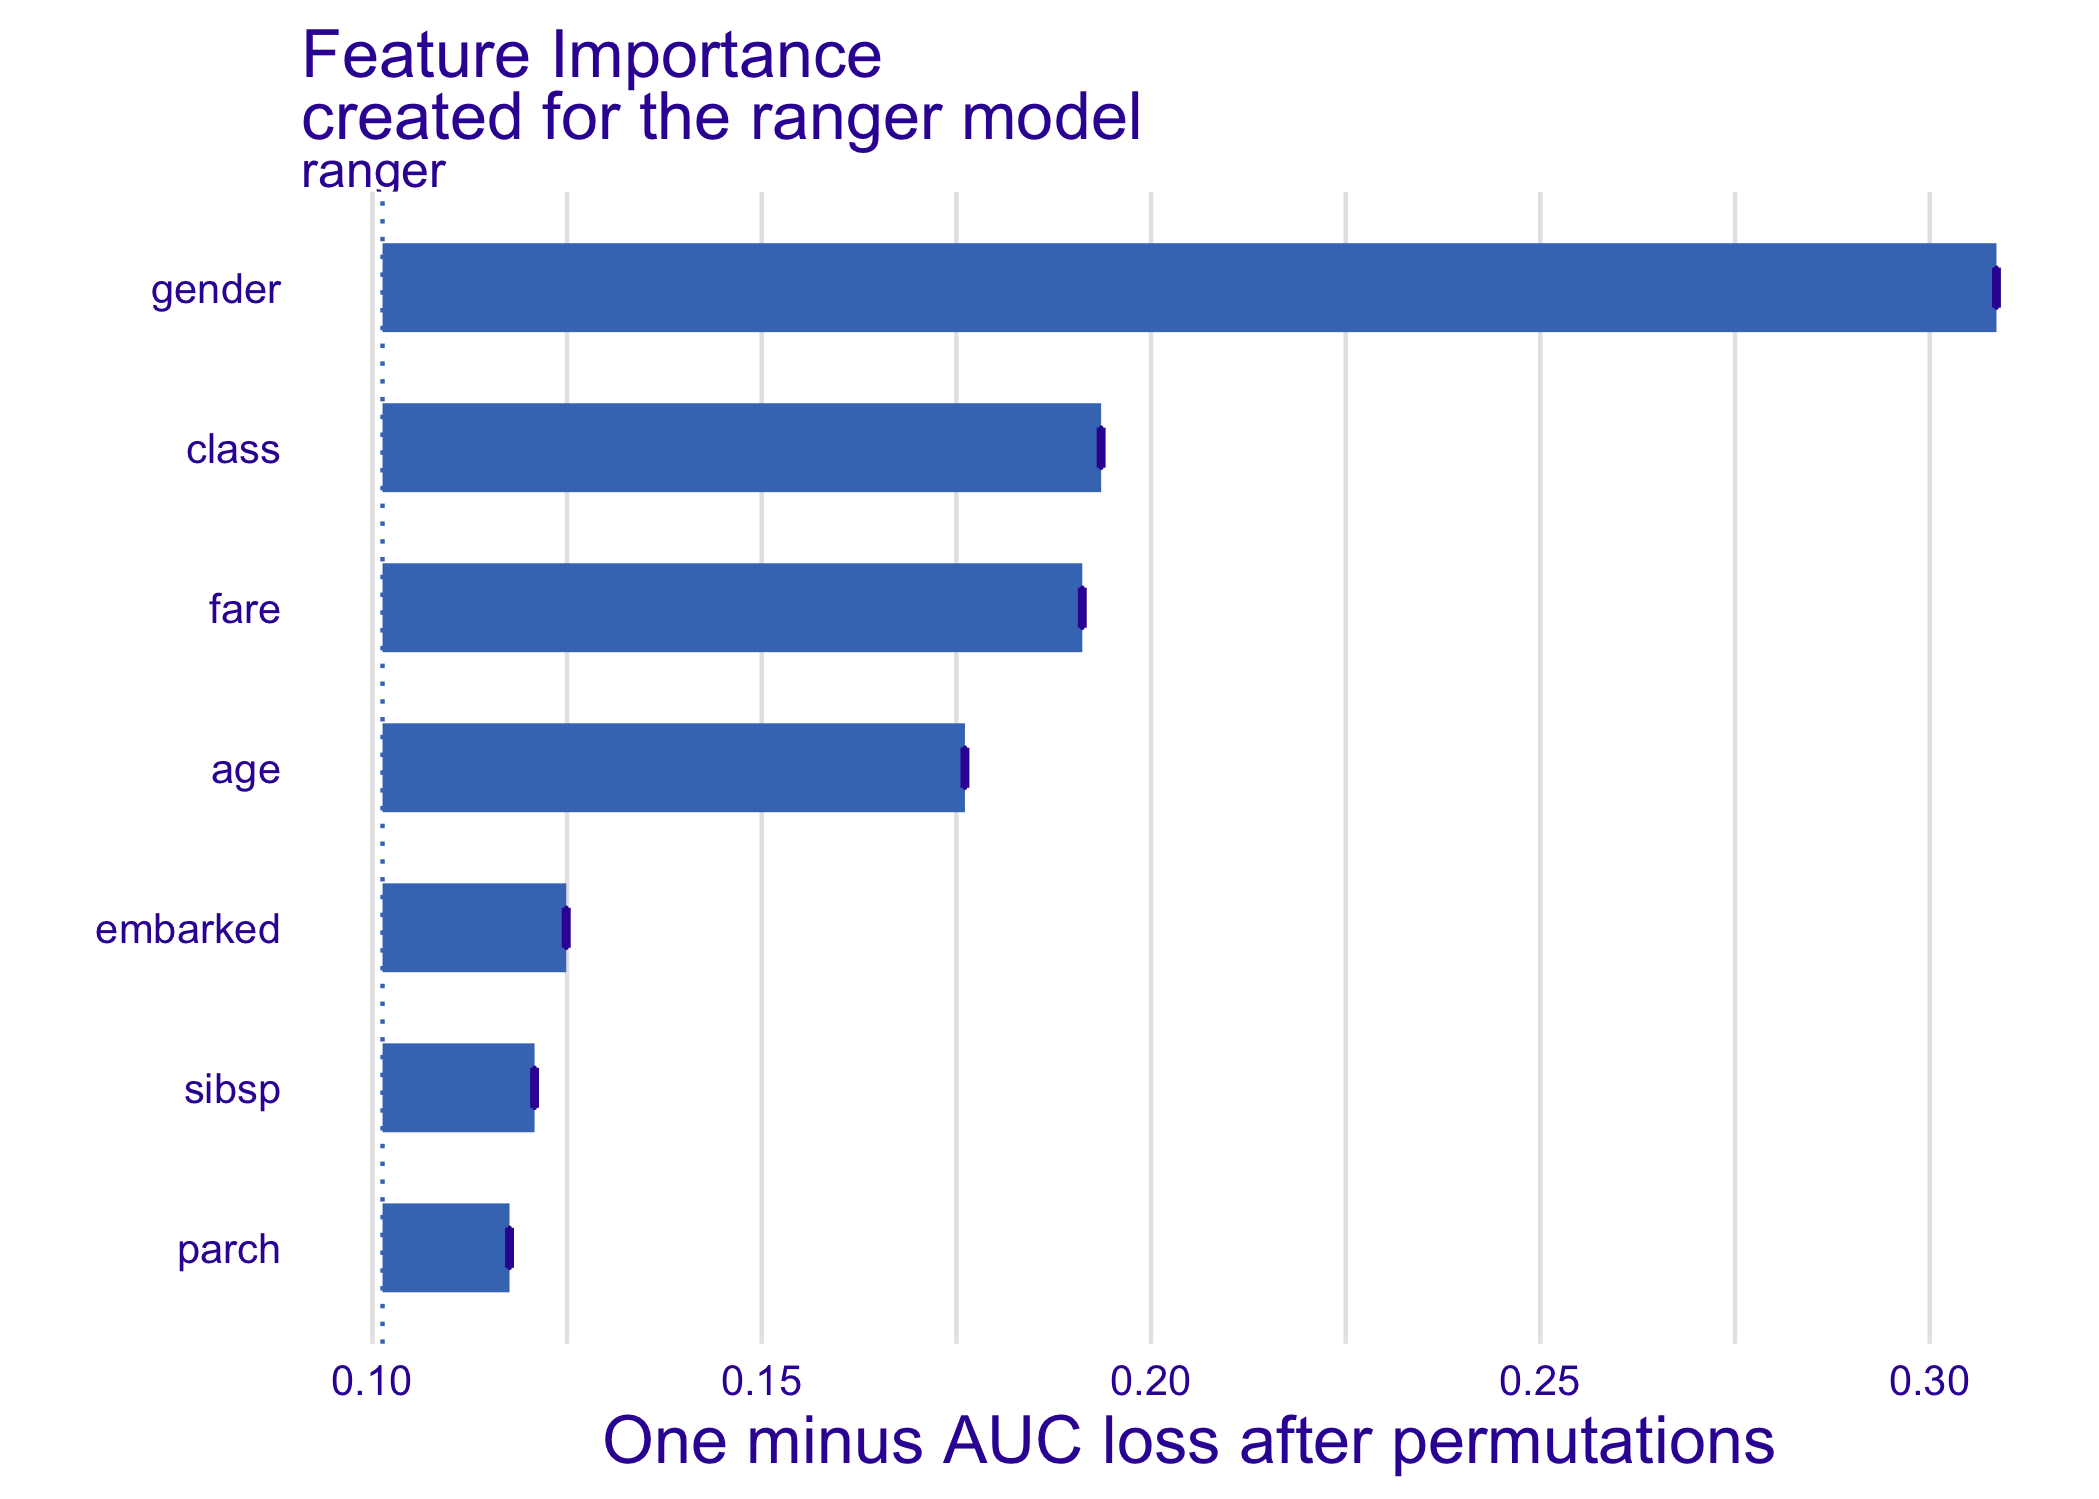 Feature Importance
created for the ranger model
ranger
gender
class
fare
age
embarked
sibsp
parch
0.10 0.15 0.20 0.25 0.30
One minus AUC loss after permutations